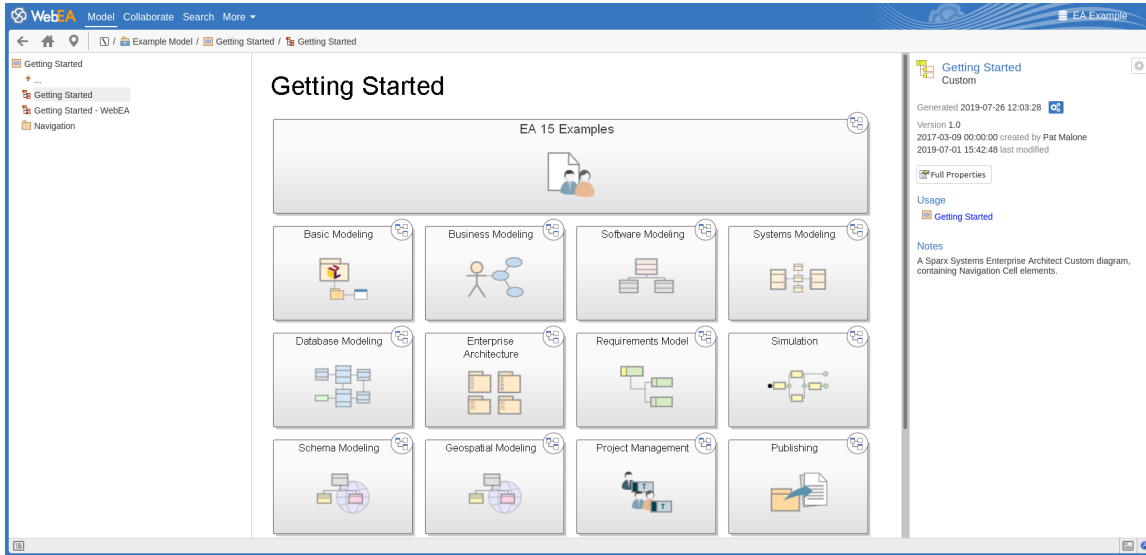 WebEA Model Collaborate Search More
EA Example
/ Example Model / Getting Started / Getting Started
Getting Started
...
Getting Started
Getting Started - WebEA
Navigation
Getting Started
EA 15 Examples
Basic Modeling
Business Modeling
Software Modeling
Systems Modeling
Database Modeling
Enterprise
Architecture
Requirements Model
Simulation
Schema Modeling
Geospatial Modeling
Project Management
T
T
Publishing
Getting Started
Custom
Generated 2019-07-26 12:03:28
Version 1.0
2017-03-09 00:00:00 created by Pat Malone
2019-07-01 15:42:48 last modified
Full Properties
Usage
Getting Started
Notes
A Sparx Systems Enterprise Architect Custom diagram,
containing Navigation Cell elements.